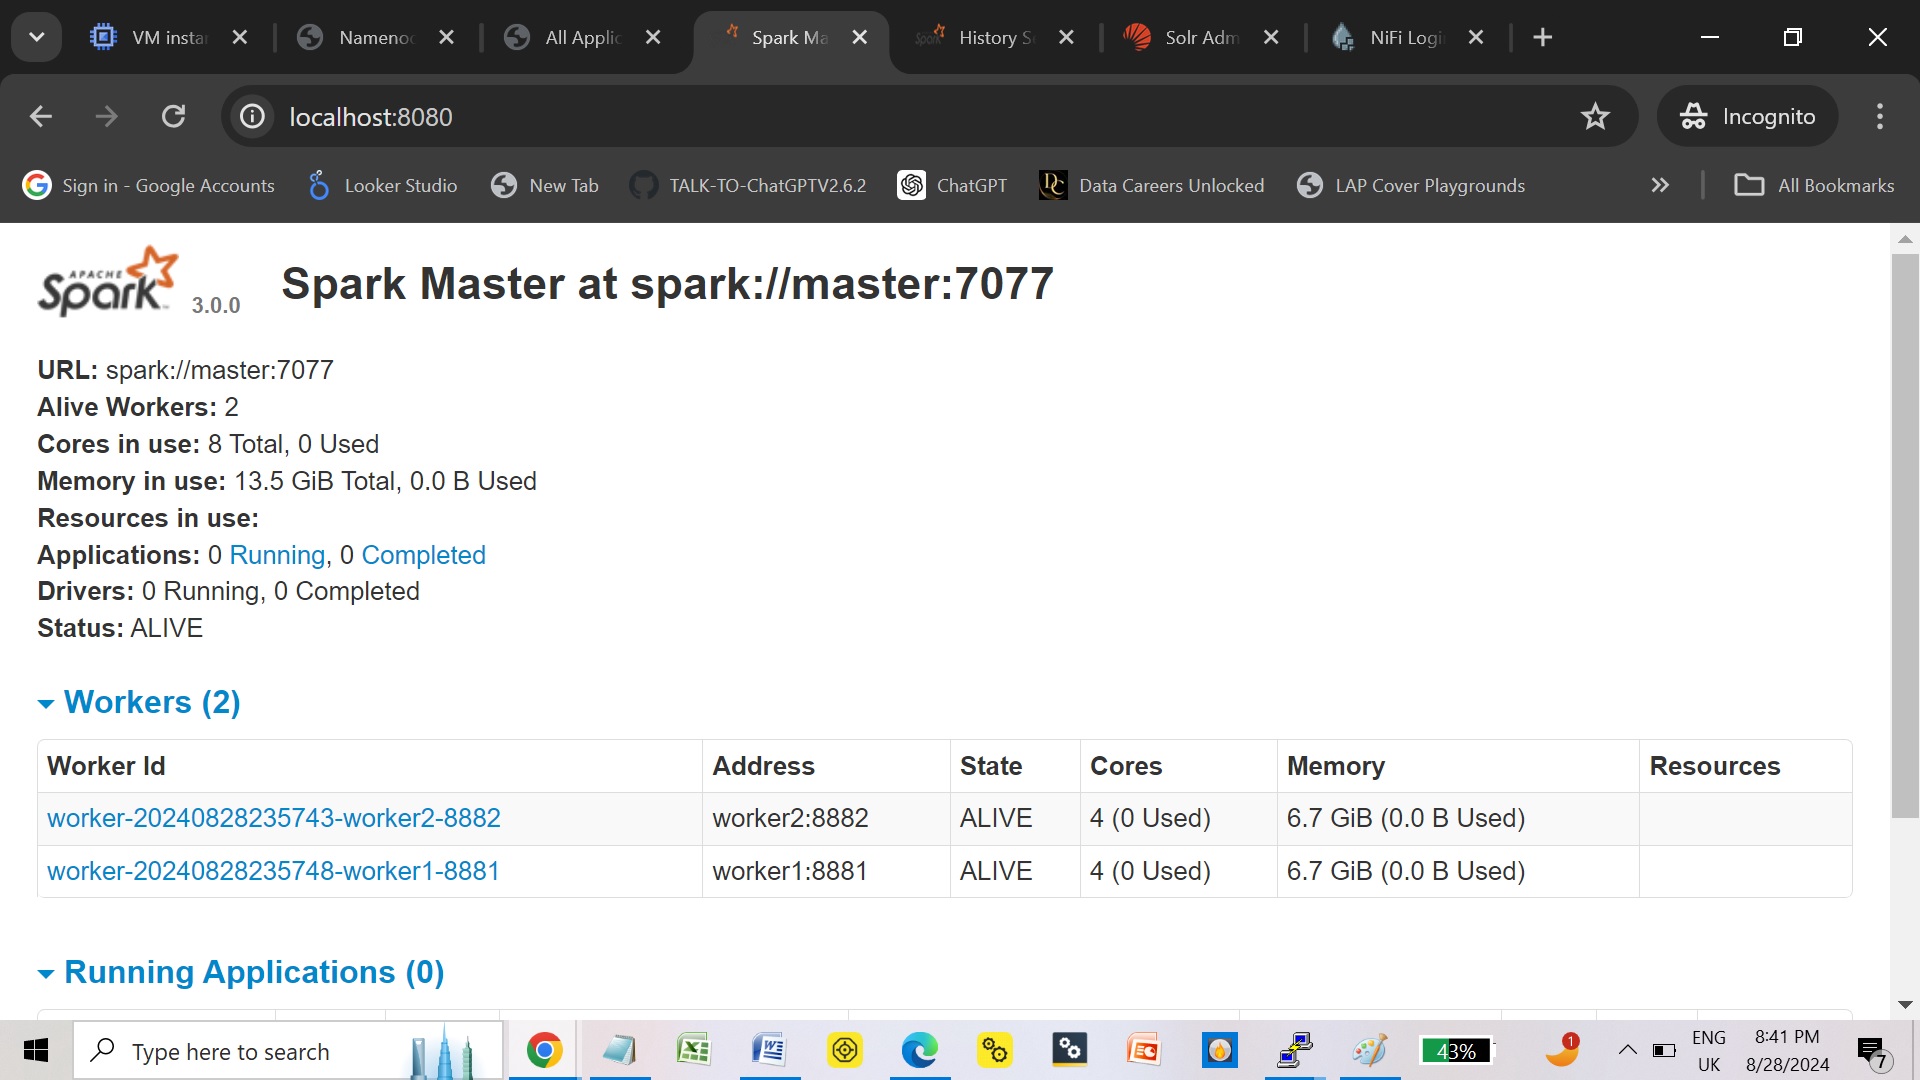 VM insta
Namenod
All Applic
Spark Ma
History S
Solr Adm
NiFi Logi
localhost:8080
Incognito
Sign in - Google Accounts
Looker Studio
New Tab
TALK-TO-ChatGPTV2.6.2
ChatGPT
DC
Data Careers Unlocked
LAP Cover Playgrounds
All Bookmarks
APACHE
Spark 3.0.0
Spark Master at spark://master:7077
URL: spark://master:7077
Alive Workers: 2
Cores in use: 8 Total, 0 Used
Memory in use: 13.5 GiB Total, 0.0 B Used
Resources in use:
Applications: 0 Running, 0 Completed
Drivers: 0 Running, 0 Completed
Status: ALIVE
Workers (2)
Worker Id Address State Cores Memory Resources
worker-20240828235743-worker2-8882 worker2:8882 ALIVE 4 (0 Used) 6.7 GiB (0.0 B Used)
worker-20240828235748-worker1-8881 worker1:8881 ALIVE 4 (0 Used) 6.7 GiB (0.0 B Used)
Running Applications (0)
Type here to search
43%
1
ENG
UK
8:41 PM
8/28/2024
7